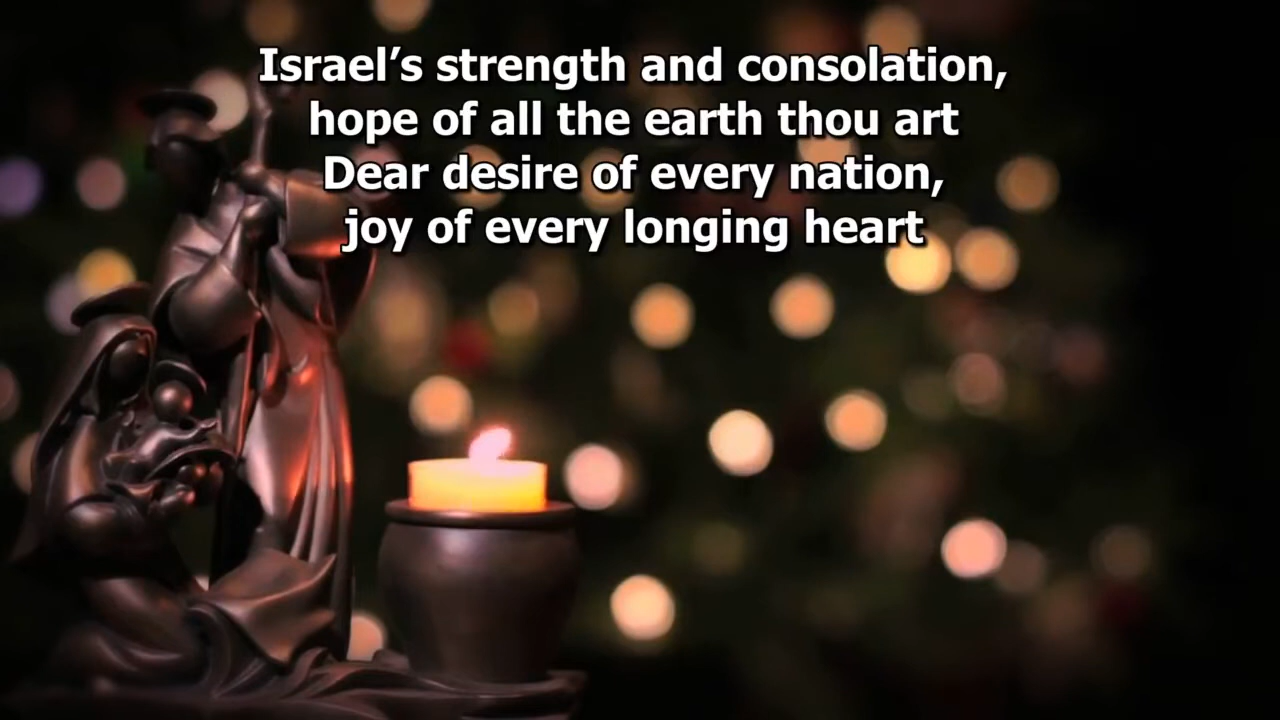 Israel’s strength and consolation,
hope of all the earth thou art
Dear desire of every nation,
joy of every longing heart